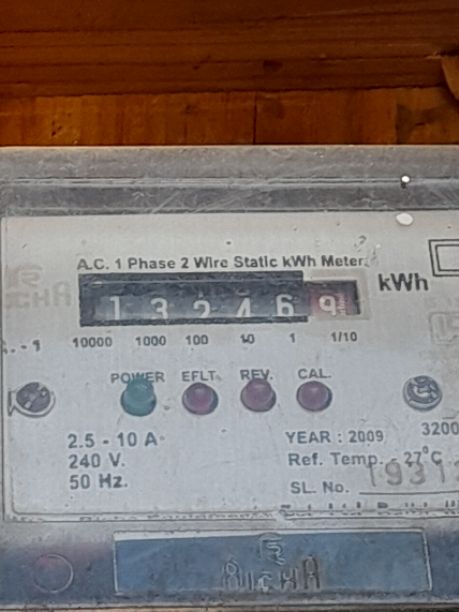 A.C. 1 Phase 2 Wire Static kWh Meter
1 3 2 4 6 9
kWh
10000 1000 100 10 1 1/10
POWER EFLT. REV. CAL.
2.5 - 10 A
240 V.
50 Hz.
YEAR : 2009
3200
Ref. Temp. - 27°C
SL. No.